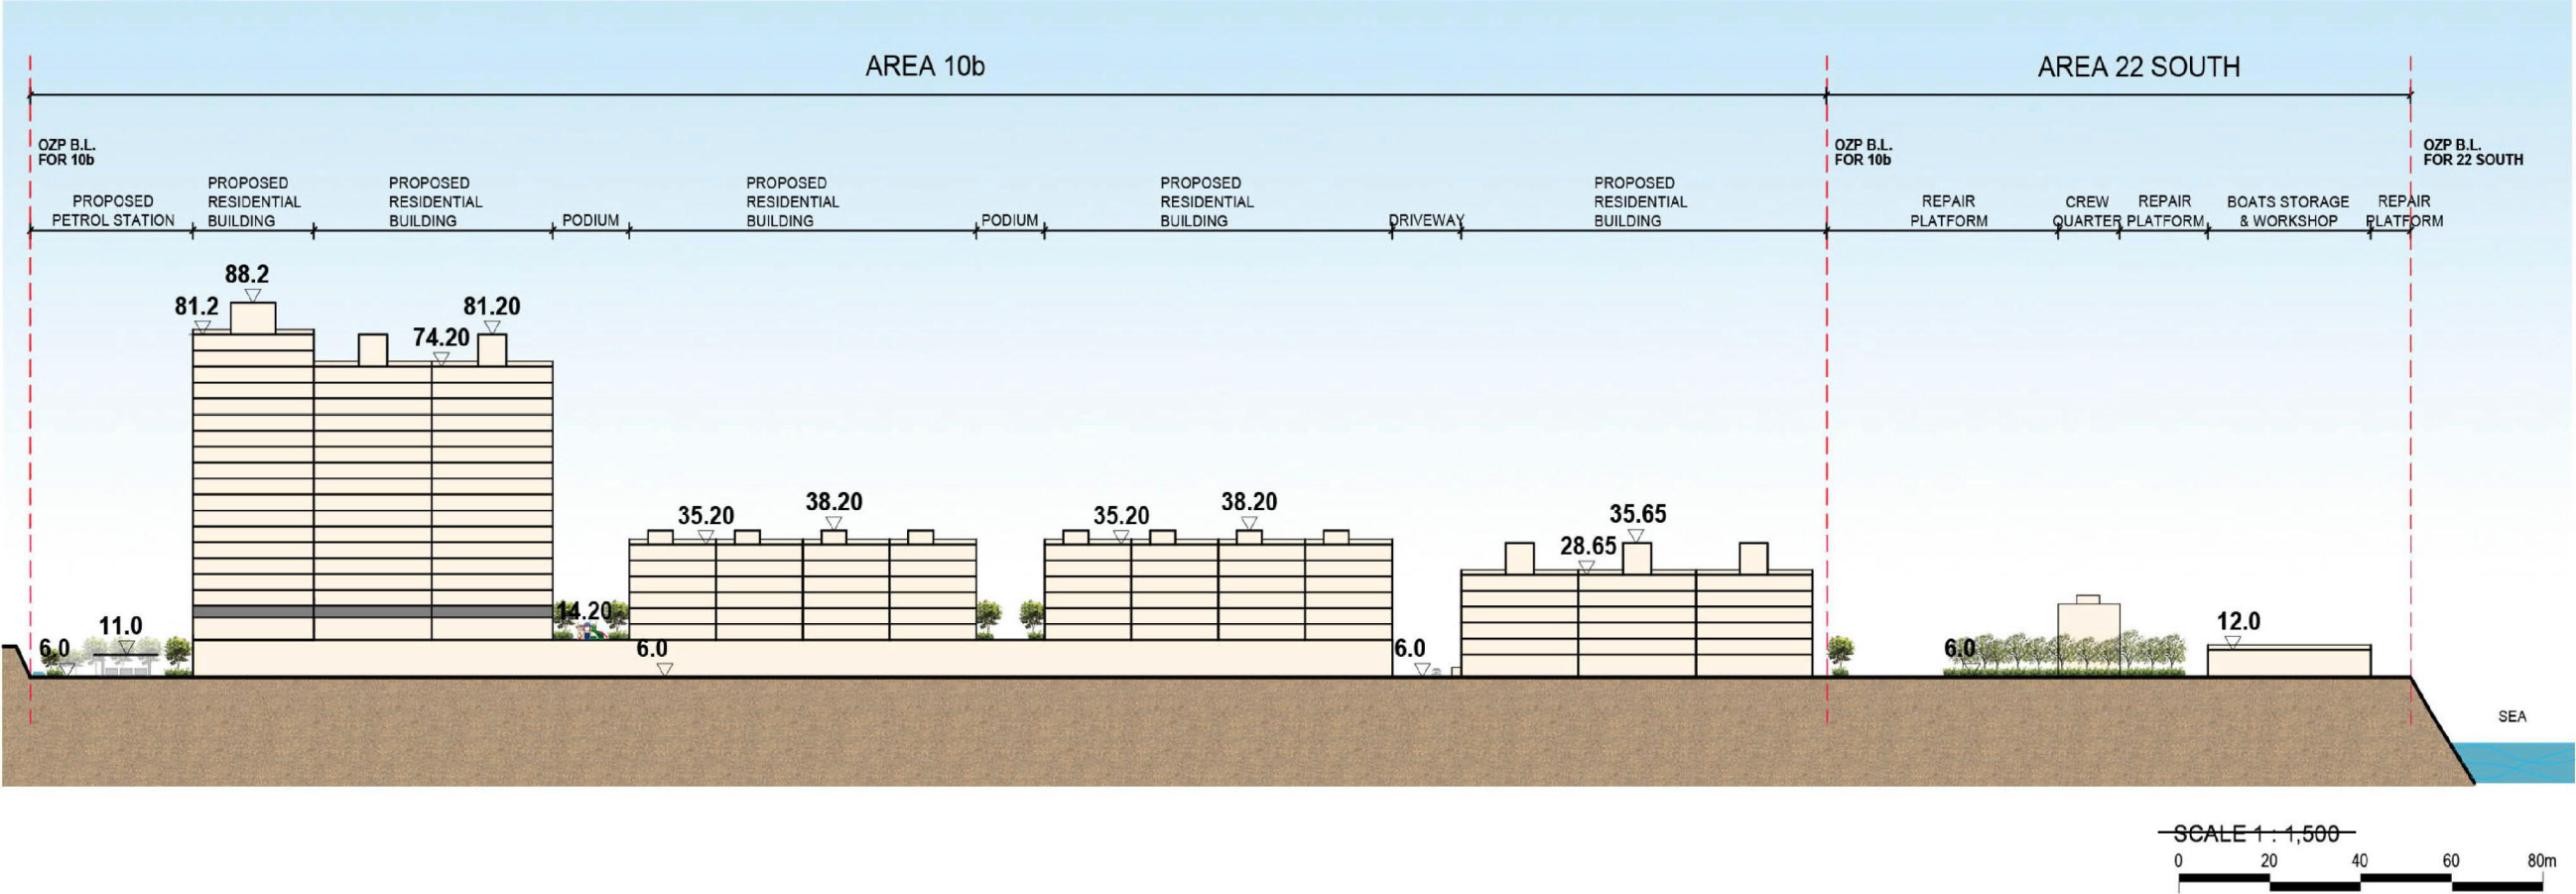 AREA 10b
AREA 22 SOUTH
OZP B.L.
FOR 10b
OZP B.L.
FOR 10b
OZP B.L.
FOR 22 SOUTH
PROPOSED
PETROL STATION
PROPOSED
RESIDENTIAL
BUILDING
PROPOSED
RESIDENTIAL
BUILDING
PODIUM
PROPOSED
RESIDENTIAL
BUILDING
PODIUM
PROPOSED
RESIDENTIAL
BUILDING
DRIVEWAY
PROPOSED
RESIDENTIAL
BUILDING
REPAIR
PLATFORM
CREW
QUARTER
REPAIR
PLATFORM
BOATS STORAGE
& WORKSHOP
REPAIR
PLATFORM
88.2
81.2
81.20
74.20
35.20
38.20
35.20
38.20
35.65
28.65
14.20
11.0
6.0
6.0
6.0
6.0
12.0
SEA
SCALE 1 : 1,500
0 20 40 60 80m